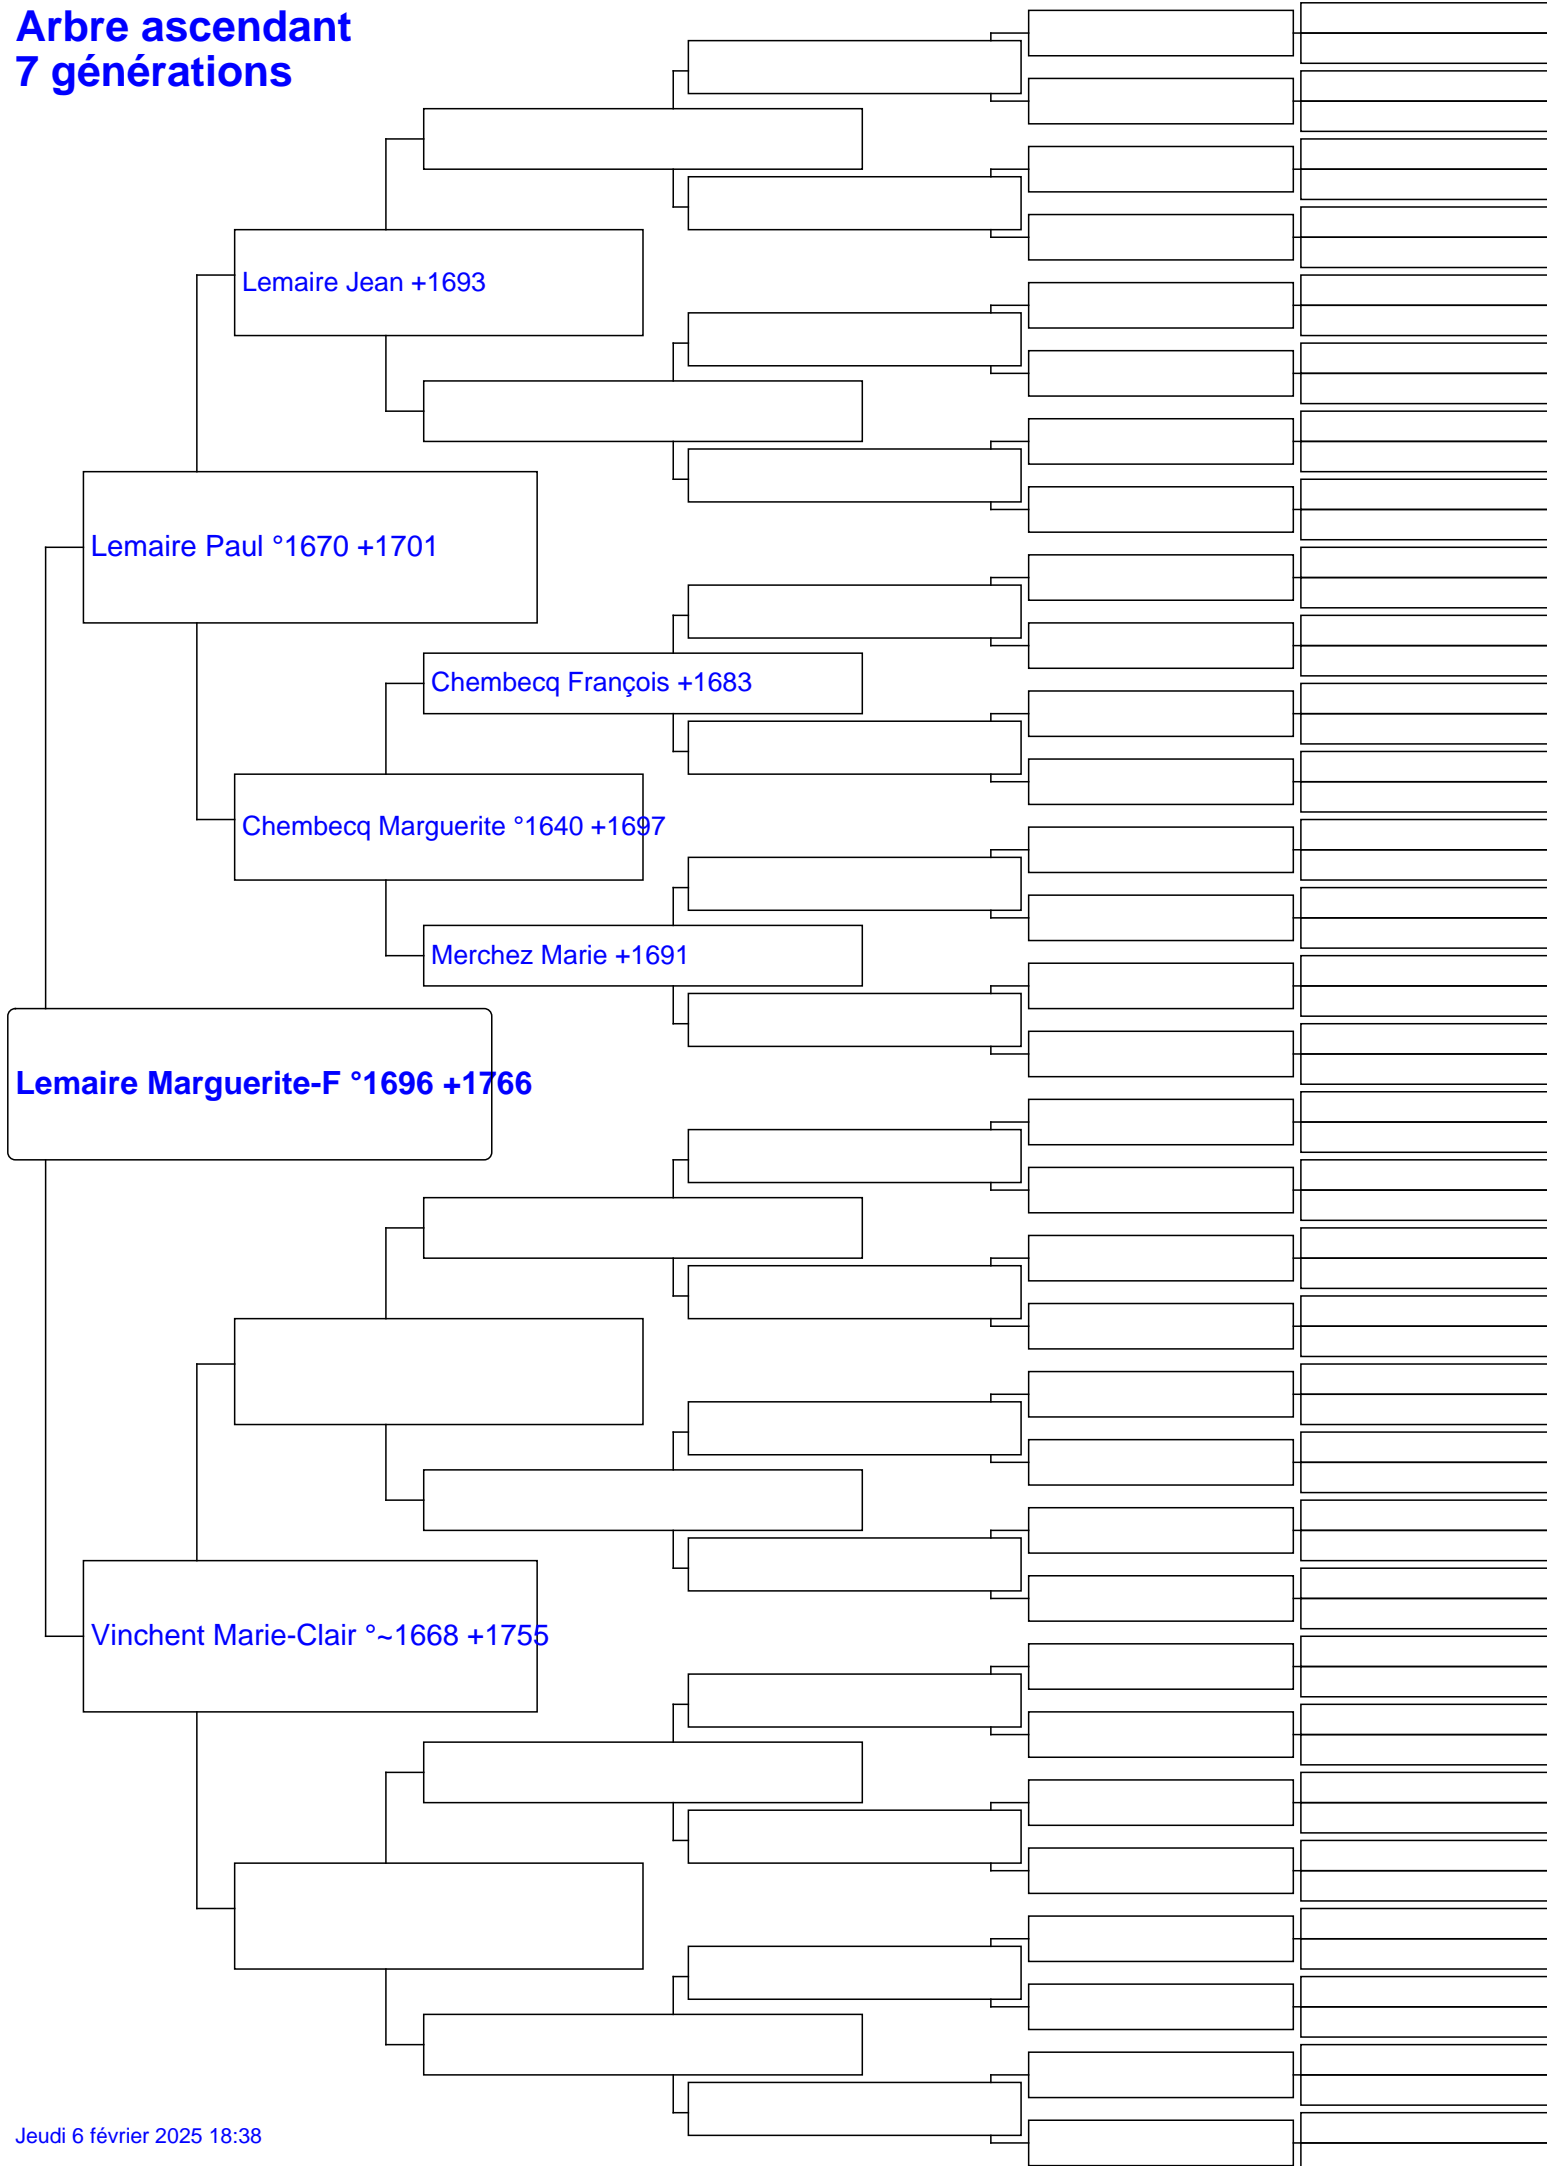 Arbre ascendant
7 générations
Lemaire Jean +1693
Lemaire Paul °1670 +1701
Chembecq François +1683
Chembecq Marguerite °1640 +1697
Merchez Marie +1691
Lemaire Marguerite-F °1696 +1766
Vinchent Marie-Clair °~1668 +1755
Jeudi 6 février 2025 18:38